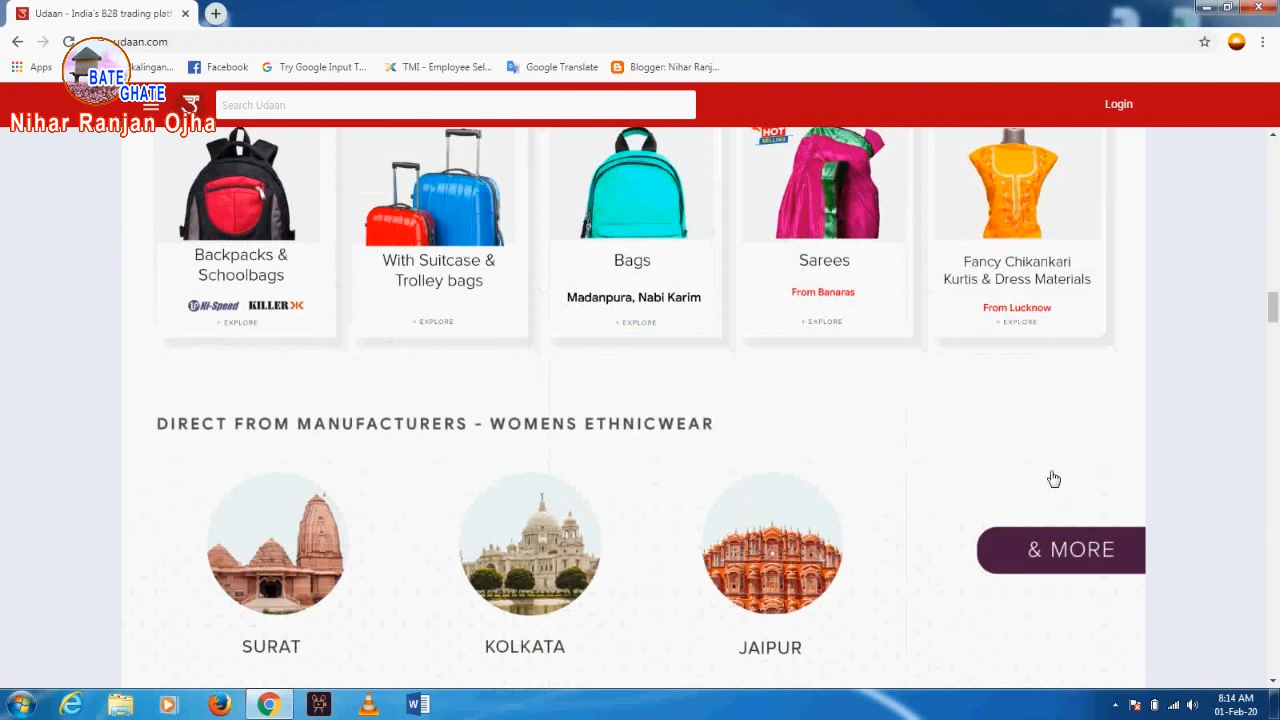 Udaan - India's B2B trading platf
udaan.com
Apps
kalingan...
Facebook
Try Google Input T...
TMI - Employee Sel...
Google Translate
Blogger: Nihar Ranj...
BATE
GHATE
Nihar Ranjan Ojha
उ
Search Udaan
Login
HOT
SELLING
Backpacks &
Schoolbags
Hi-Speed KILLER
+ EXPLORE
With Suitcase &
Trolley bags
+ EXPLORE
Bags
Madanpura, Nabi Karim
+ EXPLORE
Sarees
From Banaras
+ EXPLORE
Fancy Chikankari
Kurtis & Dress Materials
From Lucknow
+ EXPLORE
DIRECT FROM MANUFACTURERS - WOMENS ETHNICWEAR
& MORE
SURAT
KOLKATA
JAIPUR
8:14 AM
01-Feb-20